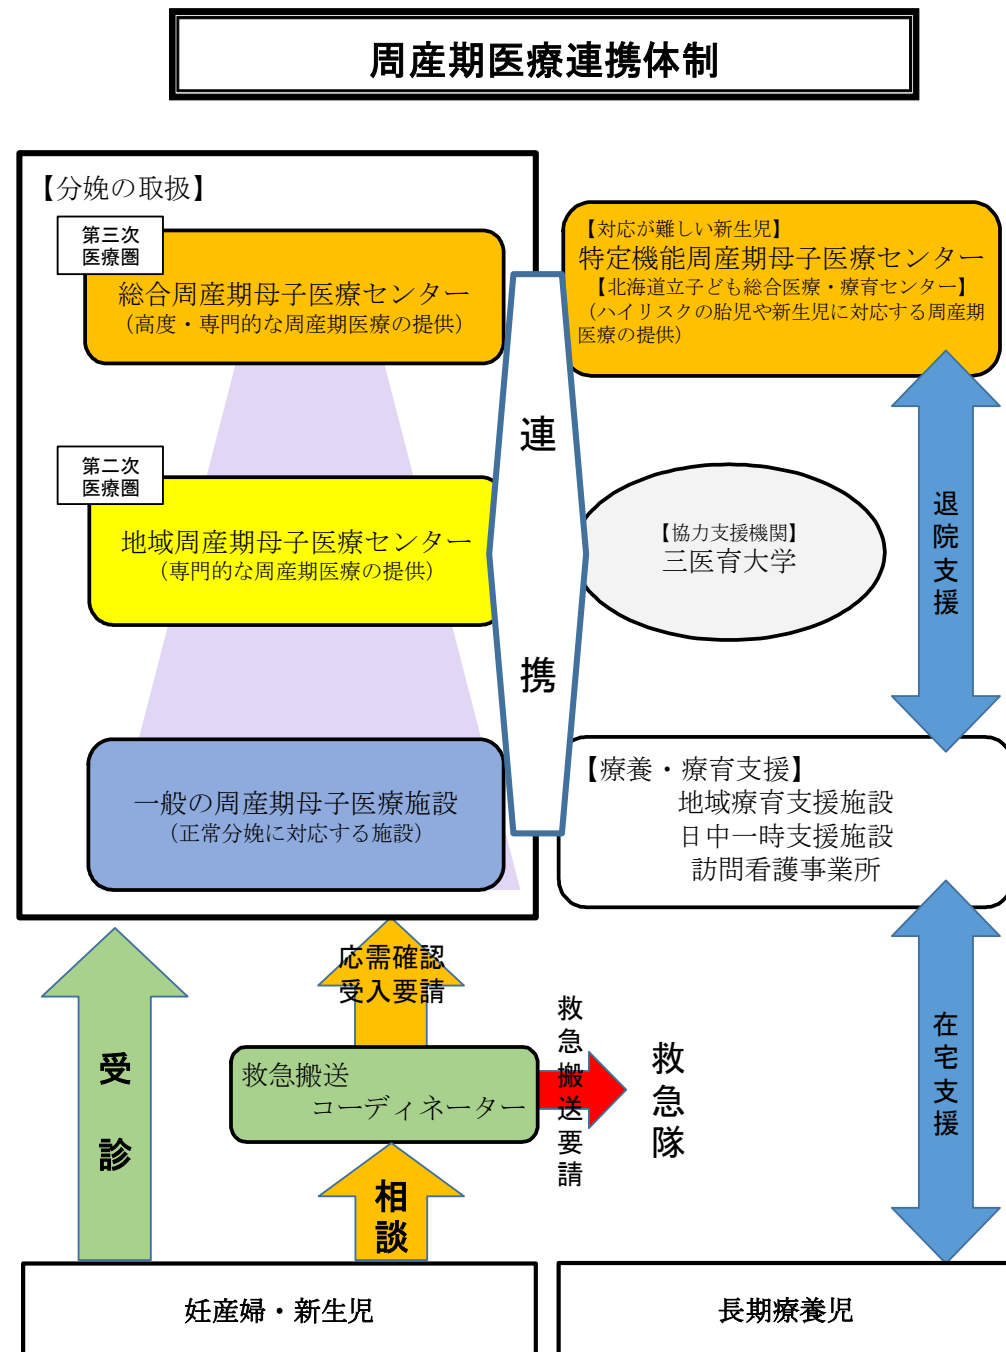 周産期医療連携体制
【分娩の取扱】
第三次
医療圏
総合周産期母子医療センター
（高度・専門的な周産期医療の提供）
第二次
医療圏
地域周産期母子医療センター
（専門的な周産期医療の提供）
一般の周産期母子医療施設
（正常分娩に対応する施設）
連携
【対応が難しい新生児】
特定機能周産期母子医療センター
【北海道立子ども総合医療・療育センター】
（ハイリスクの胎児や新生児に対応する周産期
医療の提供）
【協力支援機関】
三医育大学
退院支援
【療養・療育支援】
地域療育支援施設
日中一時支援施設
訪問看護事業所
応需確認
受入要請
受診
救急搬送
コーディネーター
救急搬送要請
救急隊
相談
在宅支援
妊産婦・新生児
長期療養児